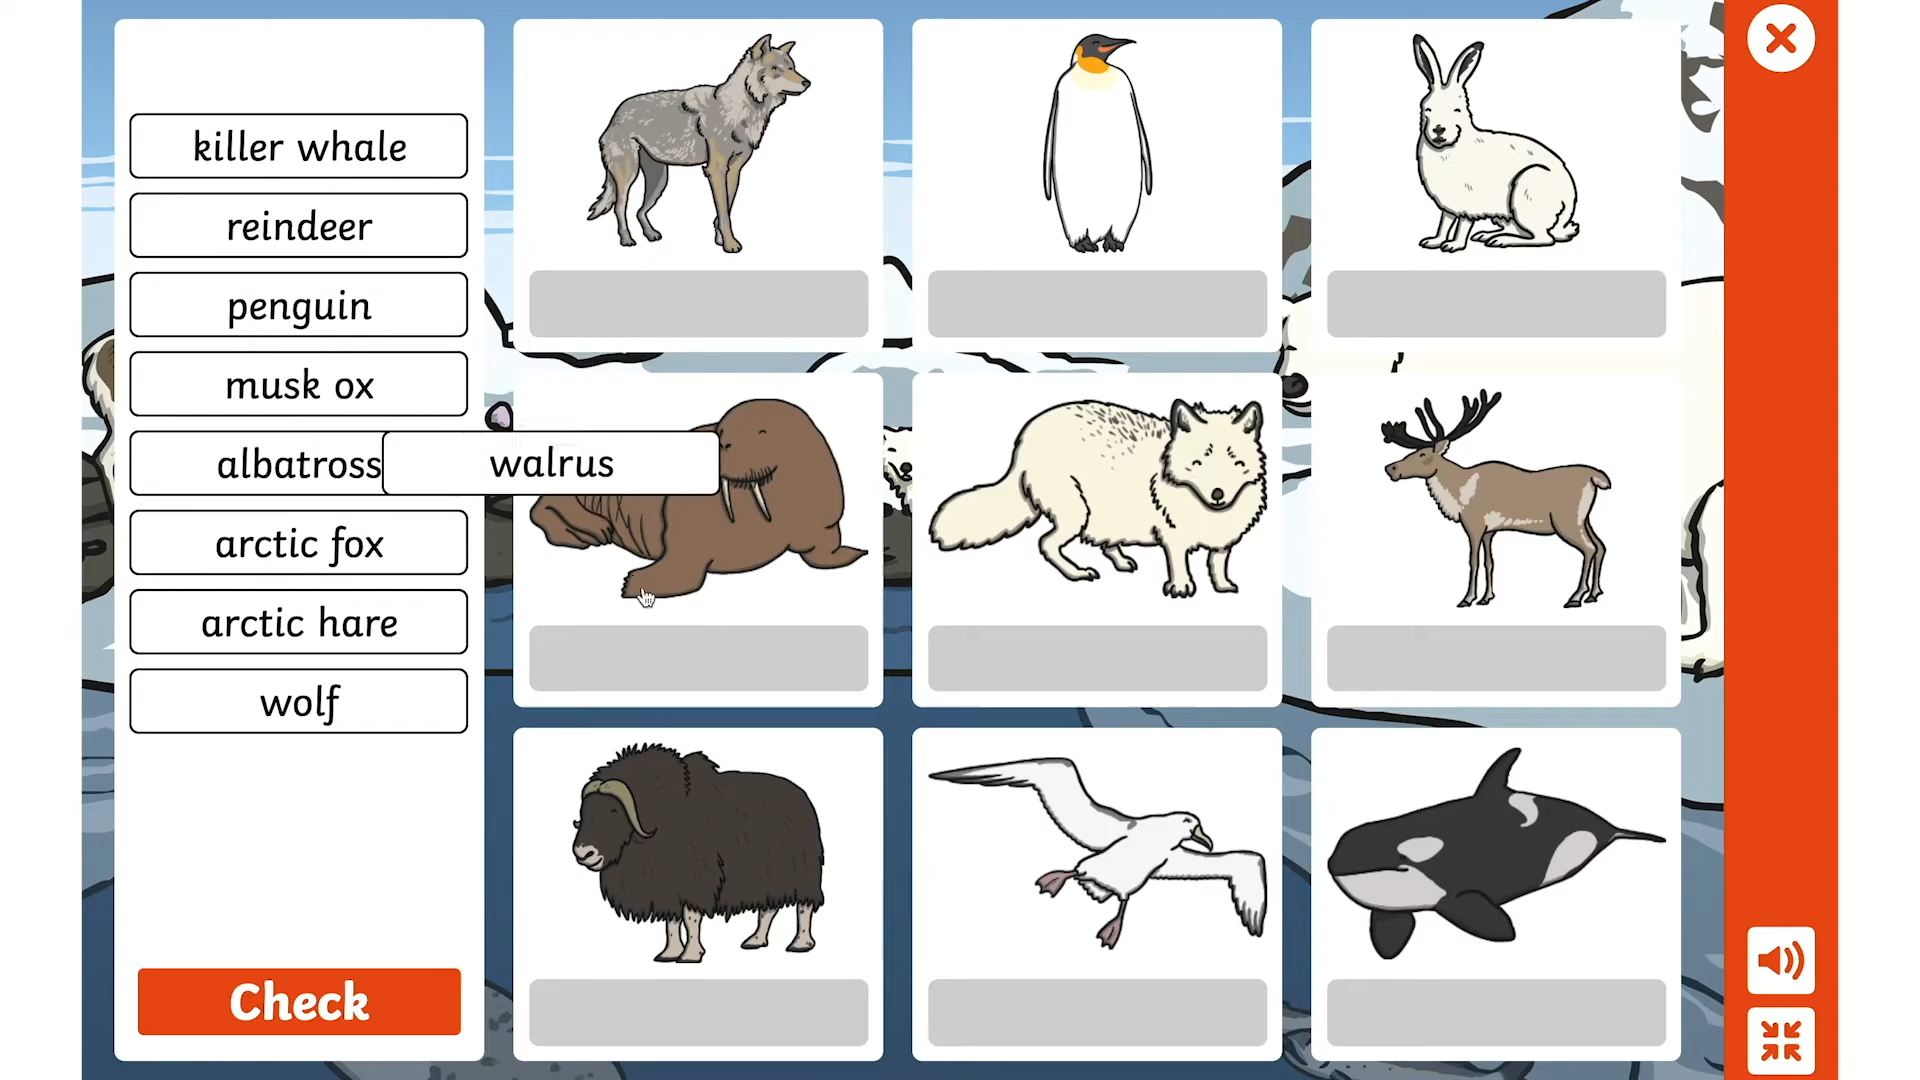 killer whale
reindeer
penguin
musk ox
albatross
walrus
arctic fox
arctic hare
wolf
Check